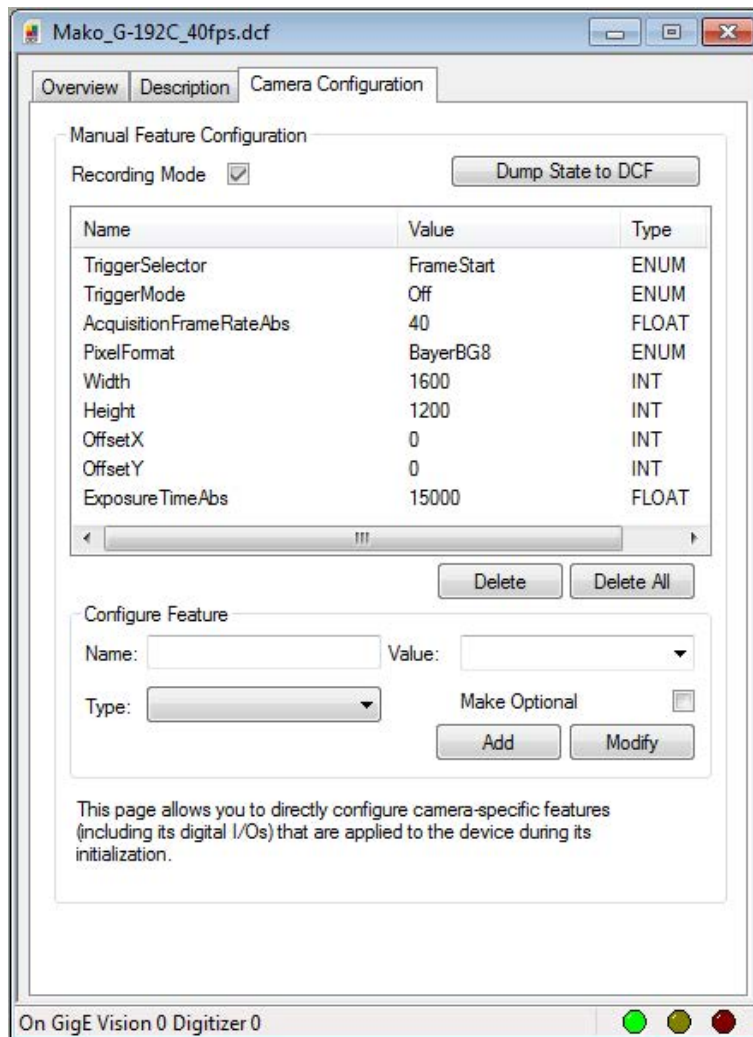 Mako_G-192C_40fps.dcf
Overview Description Camera Configuration
Manual Feature Configuration
Recording Mode Dump State to DCF
Name Value Type
TriggerSelector FrameStart ENUM
TriggerMode Off ENUM
AcquisitionFrameRateAbs 40 FLOAT
PixelFormat BayerBG8 ENUM
Width 1600 INT
Height 1200 INT
OffsetX 0 INT
OffsetY 0 INT
ExposureTimeAbs 15000 FLOAT
Delete Delete All
Configure Feature
Name: Value:
Type: Make Optional
Add Modify
This page allows you to directly configure camera-specific features
(including its digital I/Os) that are applied to the device during its
initialization.
On GigE Vision 0 Digitizer 0